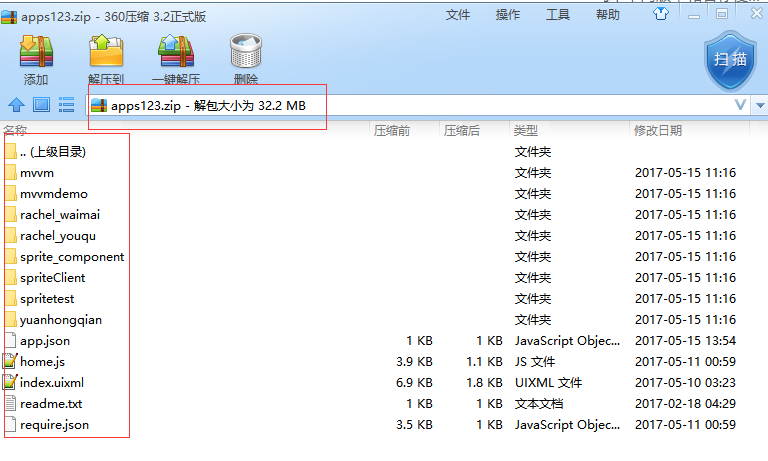 apps123.zip - 360压缩 3.2正式版 文件 操作 工具 帮助
添加 解压到 一键解压 删除 扫描
apps123.zip - 解包大小为 32.2 MB
名称 压缩前 压缩后 类型 修改日期
.. (上级目录) 文件夹
mvvm 文件夹 2017-05-15 11:16
mvvmdemo 文件夹 2017-05-15 11:16
rachel_waimai 文件夹 2017-05-15 11:16
rachel_youqu 文件夹 2017-05-15 11:16
sprite_component 文件夹 2017-05-15 11:16
spriteClient 文件夹 2017-05-15 11:16
spritetest 文件夹 2017-05-15 11:16
yuanhongqian 文件夹 2017-05-15 11:16
app.json 1 KB 1 KB JavaScript Objec... 2017-05-15 13:54
home.js 3.9 KB 1.1 KB JS 文件 2017-05-11 00:59
index.uixml 6.9 KB 1.8 KB UIXML 文件 2017-05-10 03:23
readme.txt 1 KB 1 KB 文本文档 2017-02-18 04:29
require.json 3.5 KB 1 KB JavaScript Objec... 2017-05-11 00:59